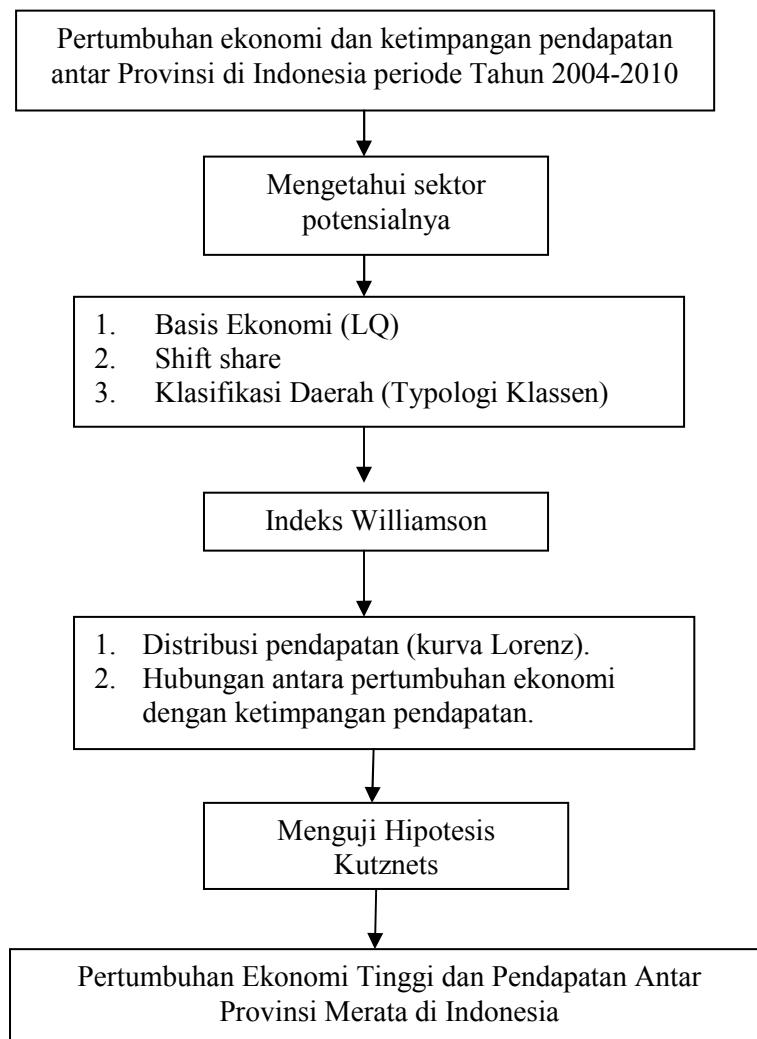 Pertumbuhan ekonomi dan ketimpangan pendapatan
antar Provinsi di Indonesia periode Tahun 2004-2010
Mengetahui sektor
potensialnya
1. Basis Ekonomi (LQ)
2. Shift share
3. Klasifikasi Daerah (Typologi Klassen)
Indeks Williamson
1. Distribusi pendapatan (kurva Lorenz).
2. Hubungan antara pertumbuhan ekonomi
dengan ketimpangan pendapatan.
Menguji Hipotesis
Kutznets
Pertumbuhan Ekonomi Tinggi dan Pendapatan Antar
Provinsi Merata di Indonesia